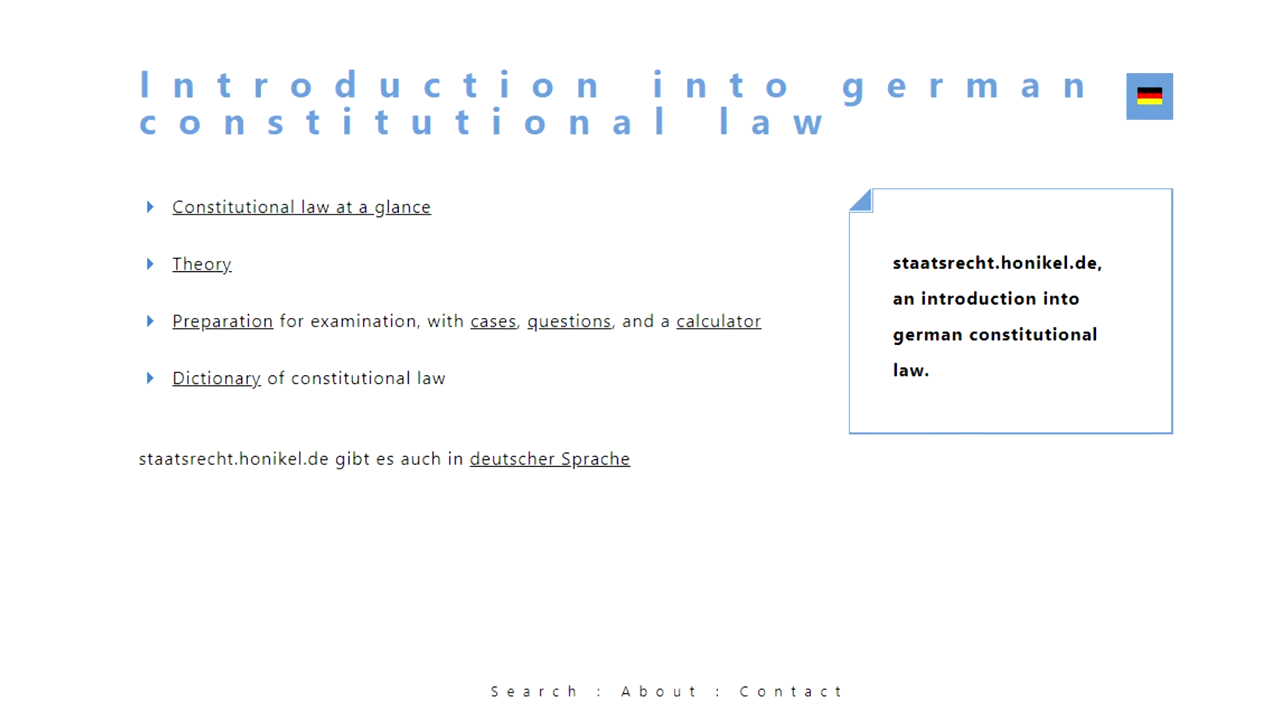 Introduction into german
constitutional law
Constitutional law at a glance
Theory
Preparation for examination, with cases, questions, and a calculator
Dictionary of constitutional law
staatsrecht.honikel.de gibt es auch in deutscher Sprache
staatsrecht.honikel.de,
an introduction into
german constitutional
law.
Search : About : Contact